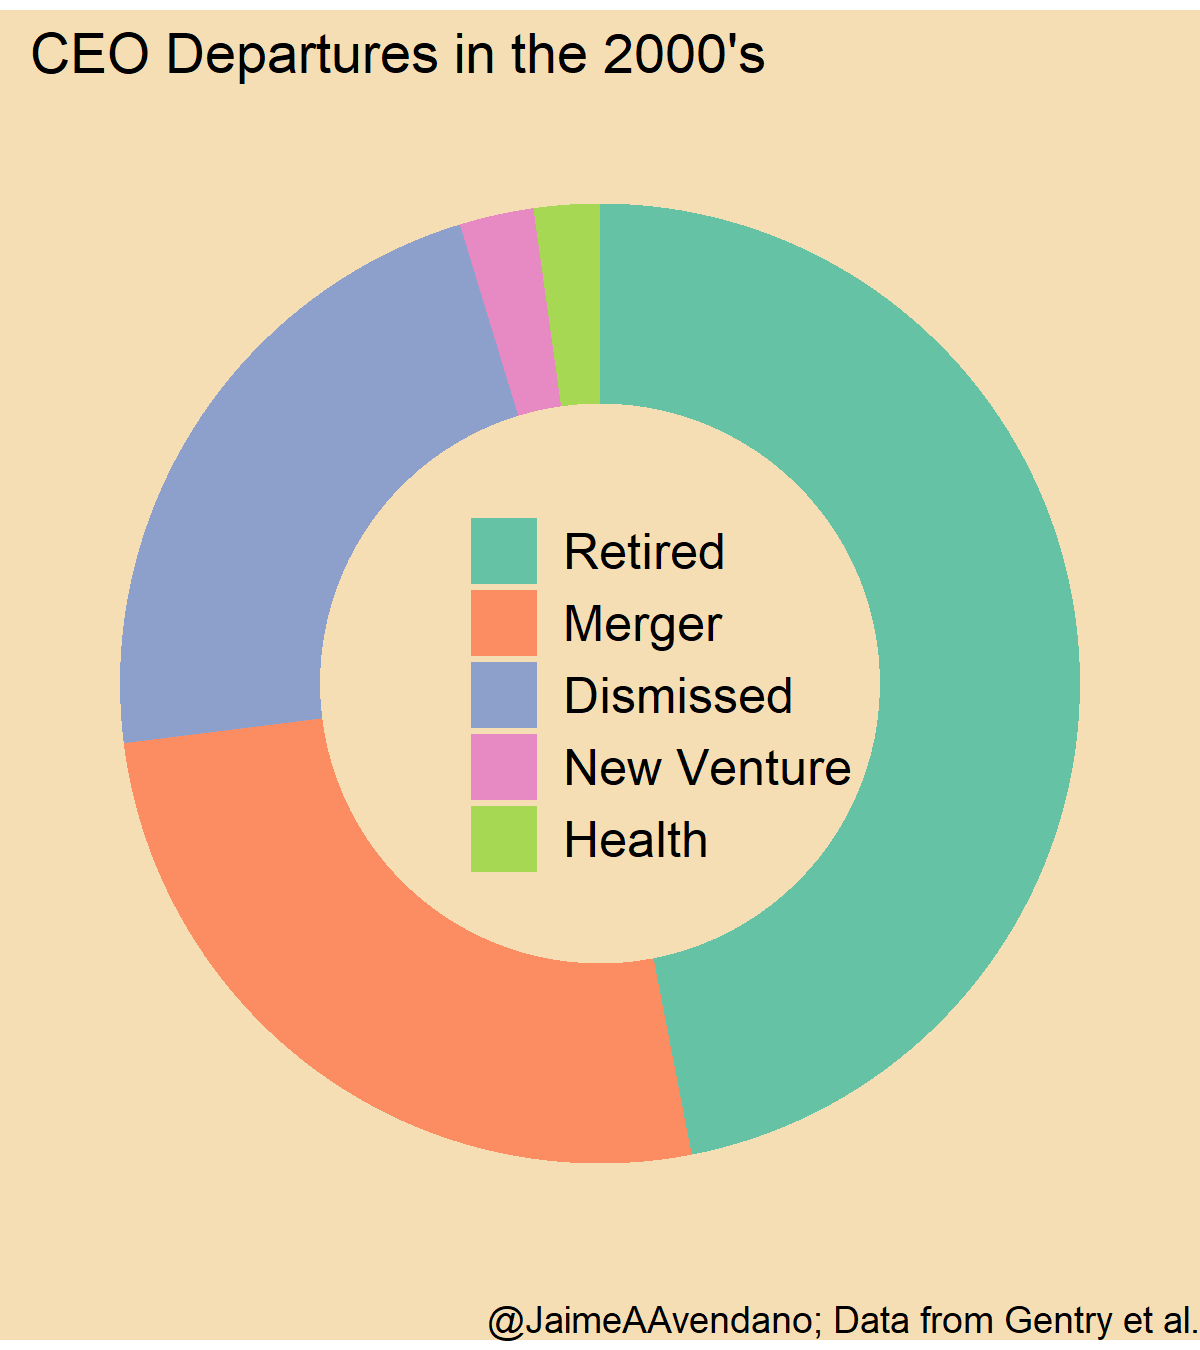 CEO Departures in the 2000's
Retired
Merger
Dismissed
New Venture
Health
@JaimeAAvendano; Data from Gentry et al.